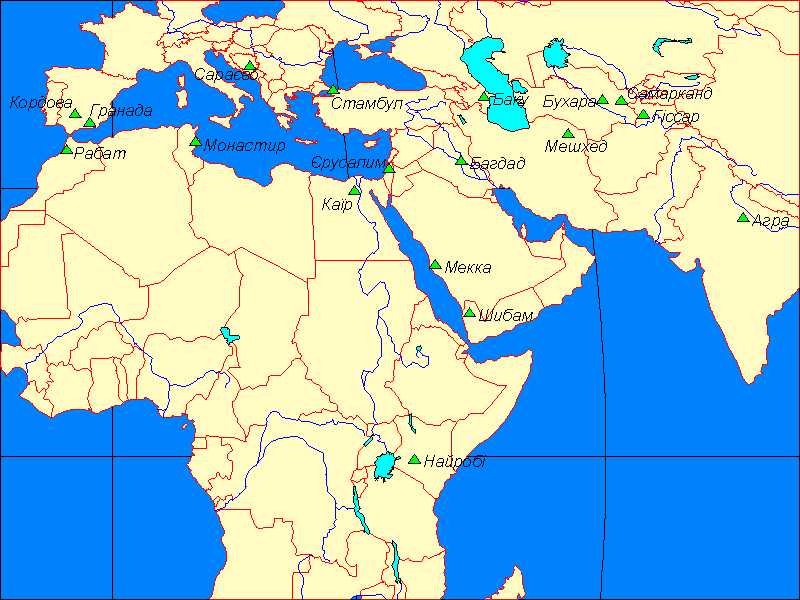 Сараєво
Стамбул
Баку
Бухара
Самарканд
Гіссар
Кордова
Гранада
Рабат
Монастир
Мешхед
Єрусалим
Багдад
Каїр
Агра
Мекка
Шибам
Найробі